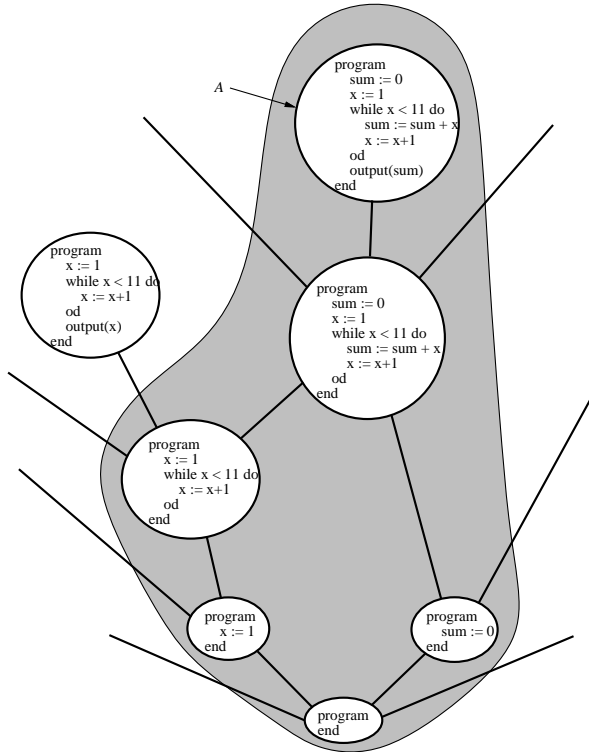 program
sum := 0
x := 1
while x < 11 do
sum := sum + x
x := x+1
od
output(sum)
end
A
program
x := 1
while x < 11 do
x := x+1
od
output(x)
end
program
sum := 0
x := 1
while x < 11 do
sum := sum + x
x := x+1
od
end
program
x := 1
while x < 11 do
x := x+1
od
end
program
x := 1
end
program
sum := 0
end
program
end